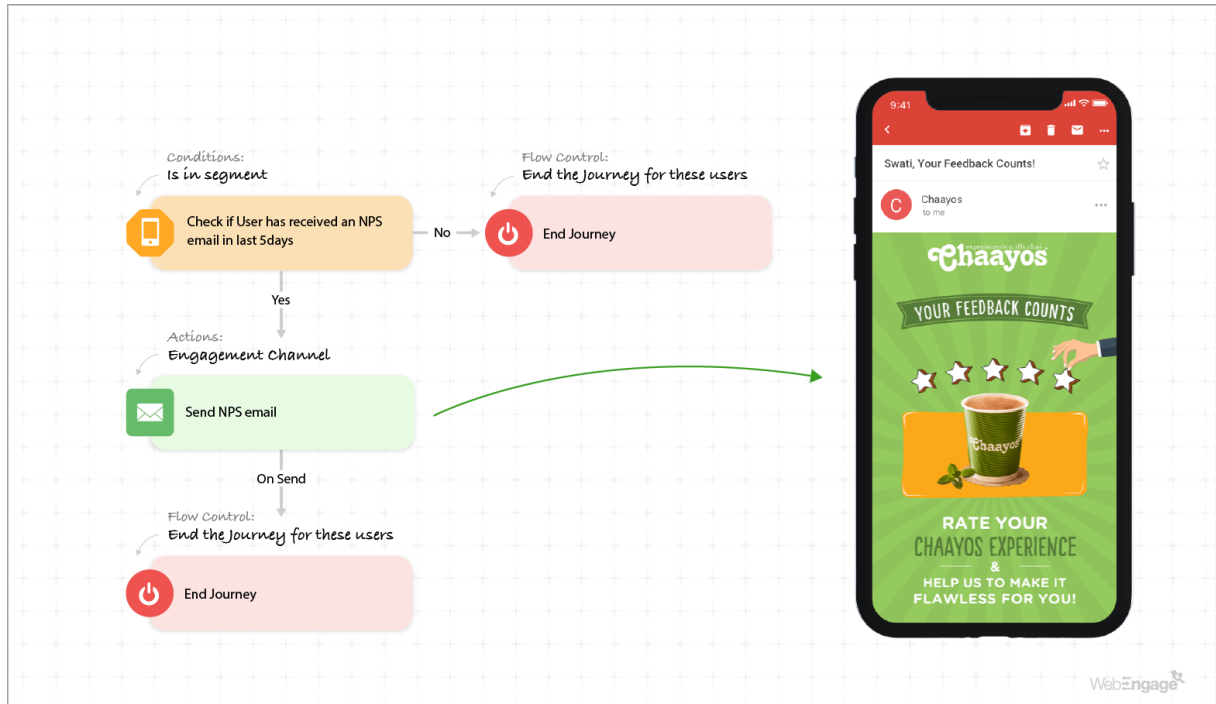 Conditions:
Is in segment
Check if User has received an NPS
email in last 5days
No
Flow Control:
End the Journey for these users
End Journey
Yes
Actions:
Engagement Channel
Send NPS email
On Send
Flow Control:
End the Journey for these users
End Journey
9:41
Swati, Your Feedback Counts!
C
Chaayos
to me
experiments with chai
Chaayos
YOUR FEEDBACK COUNTS
Chaayos
RATE YOUR
CHAAYOS EXPERIENCE
&
HELP US TO MAKE IT
FLAWLESS FOR YOU!
WebEngage